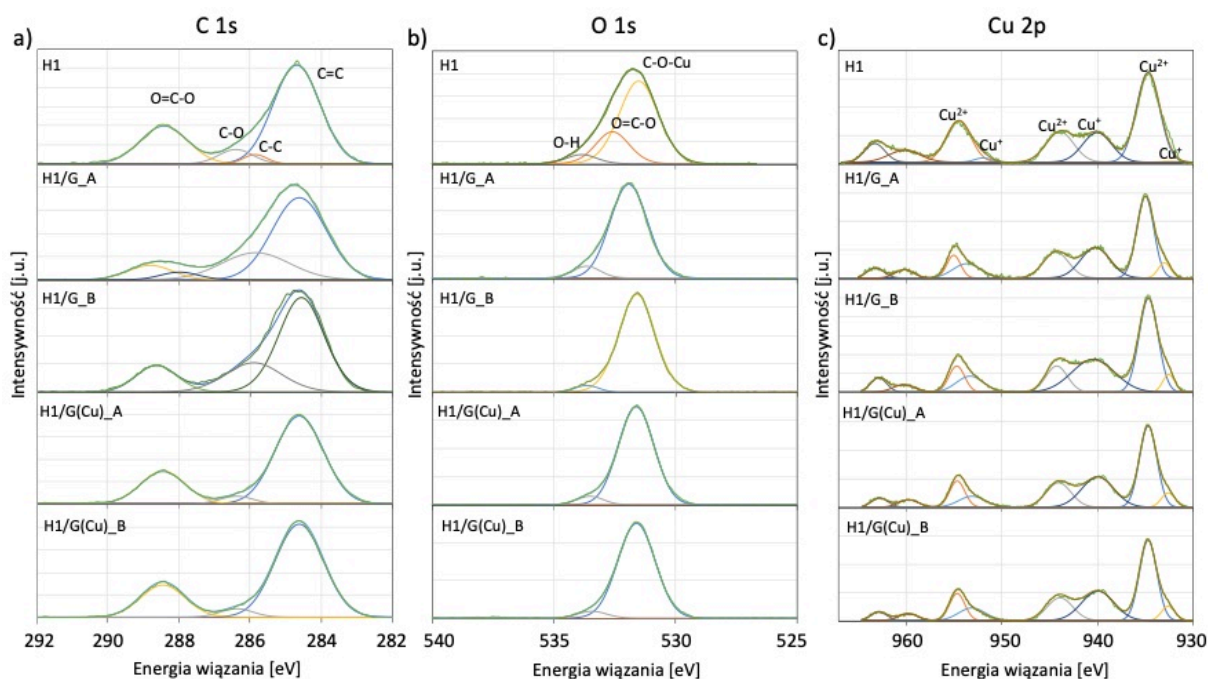 C 1s
O 1s
Cu 2p
a)
H1
O=C-O
C=C
C-O
C-C
H1/G_A
H1/G_B
H1/G(Cu)_A
H1/G(Cu)_B
Intensywność [j.u.]
292 290 288 286 284 282
Energia wiązania [eV]
b)
H1
C-O-Cu
O=C-O
O-H
H1/G_A
H1/G_B
H1/G(Cu)_A
H1/G(Cu)_B
Intensywność [j.u.]
540 535 530 525
Energia wiązania [eV]
c)
H1
Cu²⁺
Cu²⁺
Cu⁺
Cu²⁺
Cu⁺
Cu⁺
H1/G_A
H1/G_B
H1/G(Cu)_A
H1/G(Cu)_B
Intensywność [j.u.]
960 950 940 930
Energia wiązania [eV]